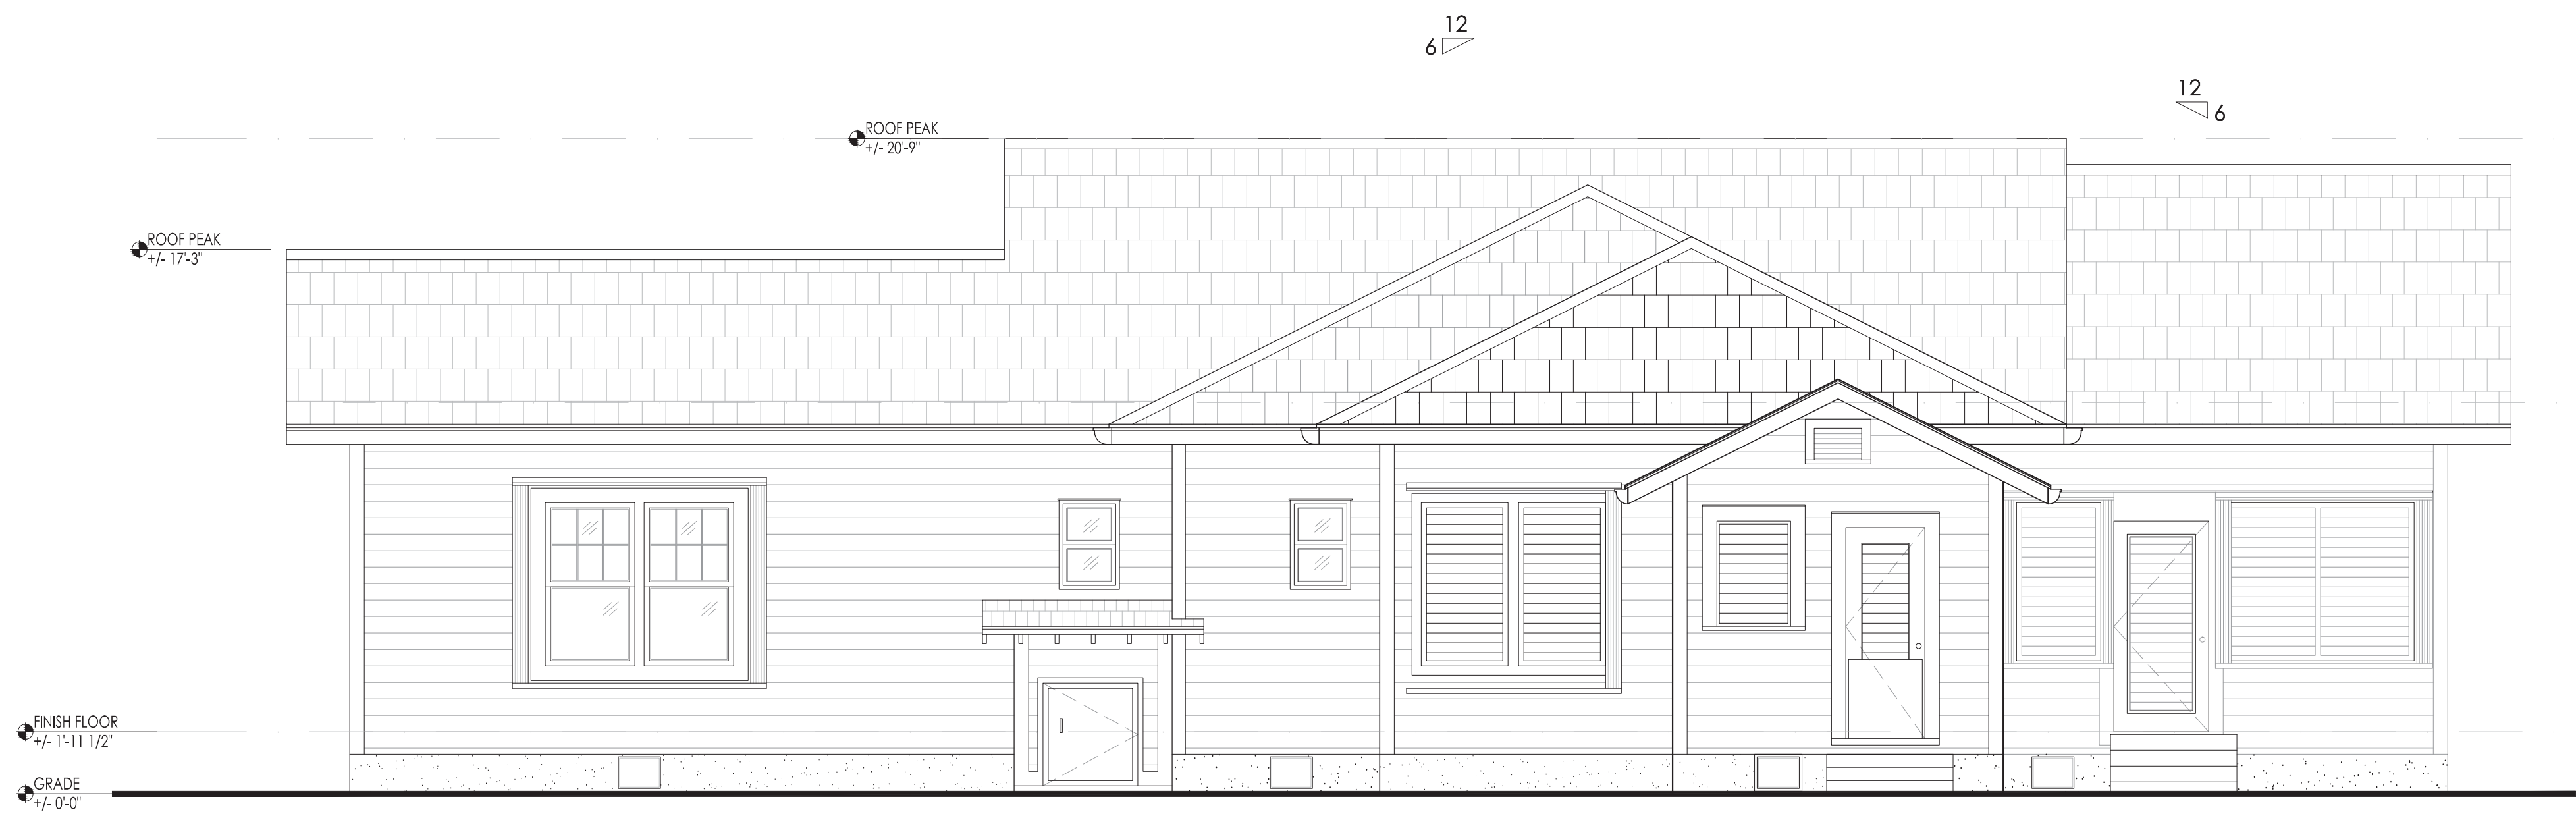 12
6
12
6
ROOF PEAK
+/- 20'-9"
ROOF PEAK
+/- 17'-3"
FINISH FLOOR
+/- 1'-11 1/2"
GRADE
+/- 0'-0"